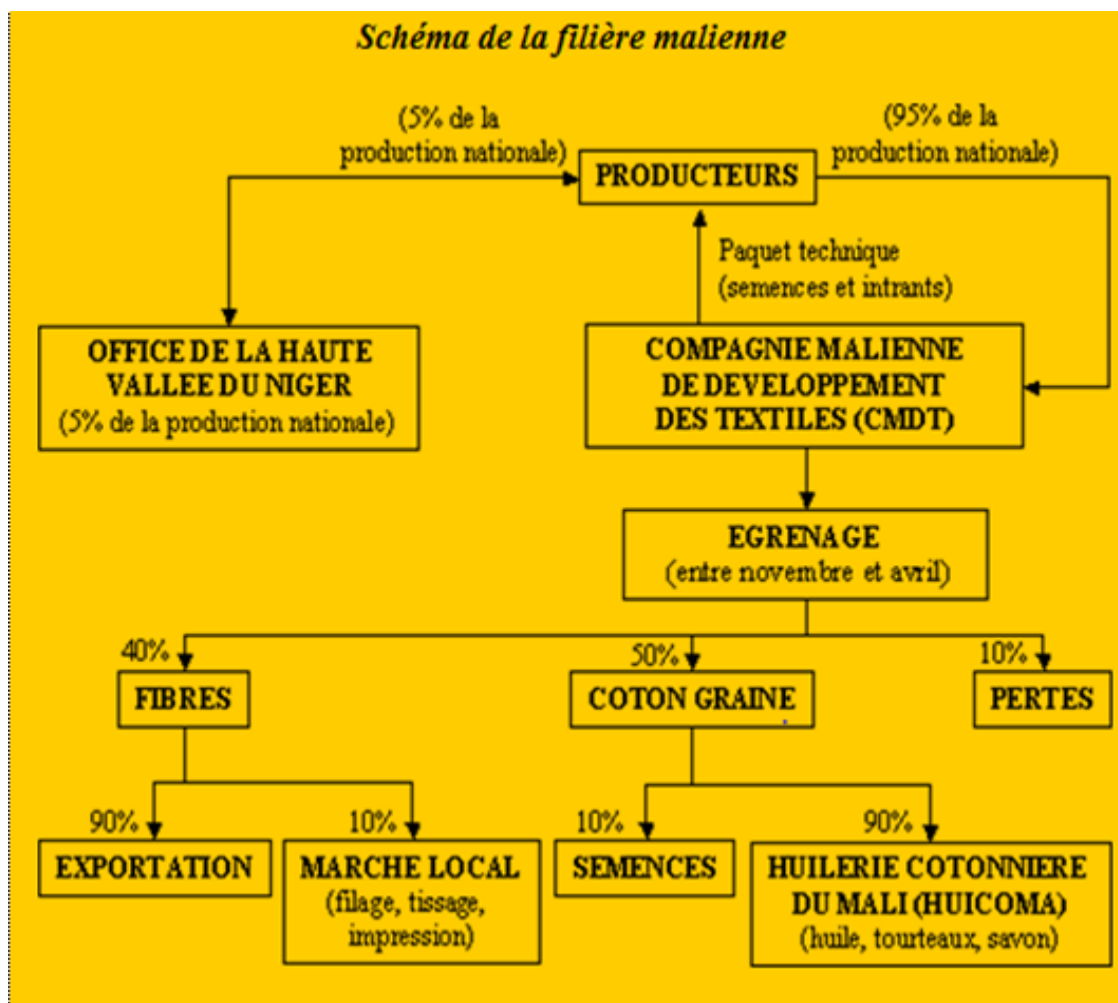 Schéma de la filière malienne
(5% de la
production nationale)
(95% de la
production nationale)
PRODUCTEURS
Paquet technique
(semences et intrants)
OFFICE DE LA HAUTE
VALLEE DU NIGER
(5% de la production nationale)
COMPAGNIE MALIENNE
DE DEVELOPPEMENT
DES TEXTILES (CMDT)
EGRENAGE
(entre novembre et avril)
40%
50%
10%
FIBRES
COTON GRAINE
PERTES
90%
10%
10%
90%
EXPORTATION
MARCHE LOCAL
(filage, tissage,
impression)
SEMENCES
HUILERIE COTONNIERE
DU MALI (HUICOMA)
(huile, tourteaux, savon)